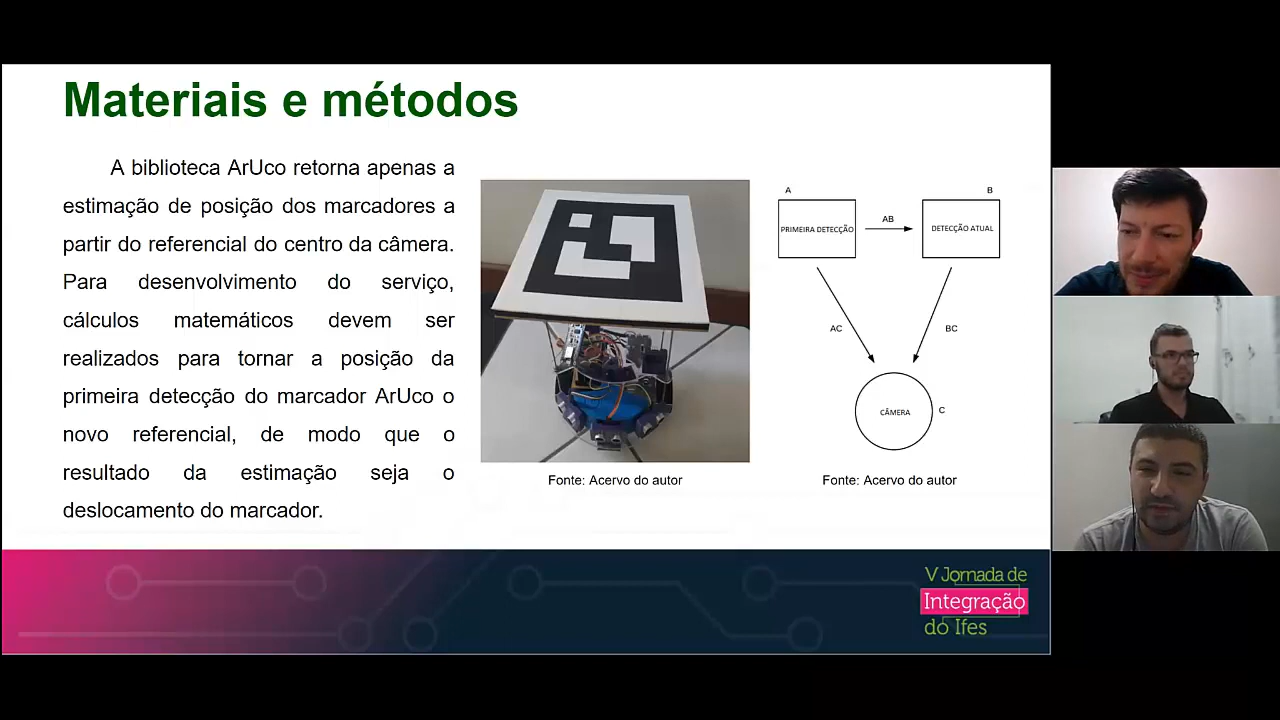 Materiais e métodos
A biblioteca ArUco retorna apenas a
estimação de posição dos marcadores a
partir do referencial do centro da câmera.
Para desenvolvimento do serviço,
cálculos matemáticos devem ser
realizados para tornar a posição da
primeira detecção do marcador ArUco o
novo referencial, de modo que o
resultado da estimação seja o
deslocamento do marcador.
Fonte: Acervo do autor
A
B
PRIMEIRA DETECÇÃO
AB
DETECÇÃO ATUAL
AC
BC
CÂMERA
C
Fonte: Acervo do autor
V Jornada de
Integração
do Ifes